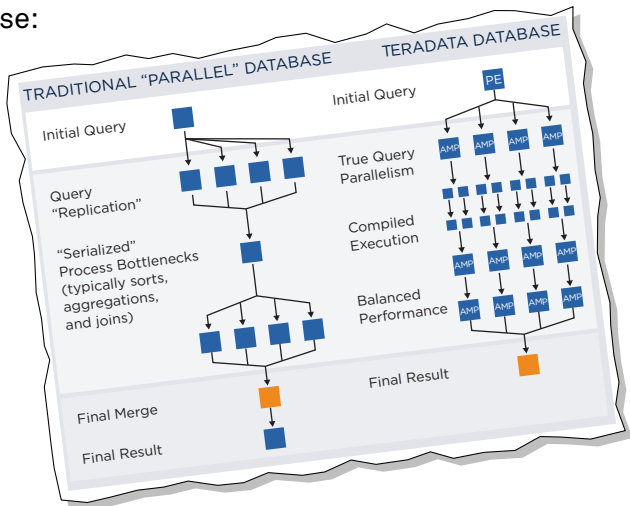 se:
TRADITIONAL “PARALLEL” DATABASE
Initial Query
Query
“Replication”
“Serialized”
Process Bottlenecks
(typically sorts,
aggregations,
and joins)
Final Merge
Final Result
TERADATA DATABASE
Initial Query
PE
AMP AMP AMP AMP
True Query
Parallelism
Compiled
Execution
AMP AMP AMP AMP
Balanced
Performance
AMP AMP AMP AMP
Final Result